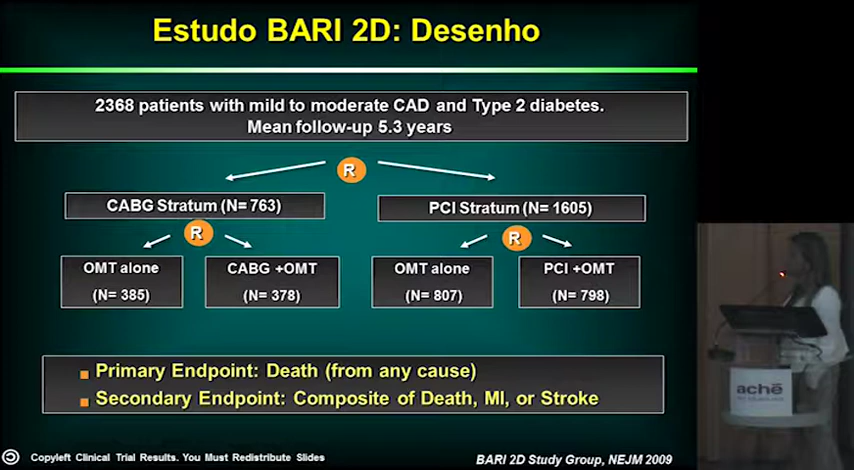 Estudo BARI 2D: Desenho
2368 patients with mild to moderate CAD and Type 2 diabetes.
Mean follow-up 5.3 years
R
CABG Stratum (N= 763)
PCI Stratum (N= 1605)
R
R
OMT alone
(N= 385)
CABG +OMT
(N= 378)
OMT alone
(N= 807)
PCI +OMT
(N= 798)
Primary Endpoint: Death (from any cause)
Secondary Endpoint: Composite of Death, MI, or Stroke
Copyleft Clinical Trial Results. You Must Redistribute Slides
BARI 2D Study Group, NEJM 2009
aché